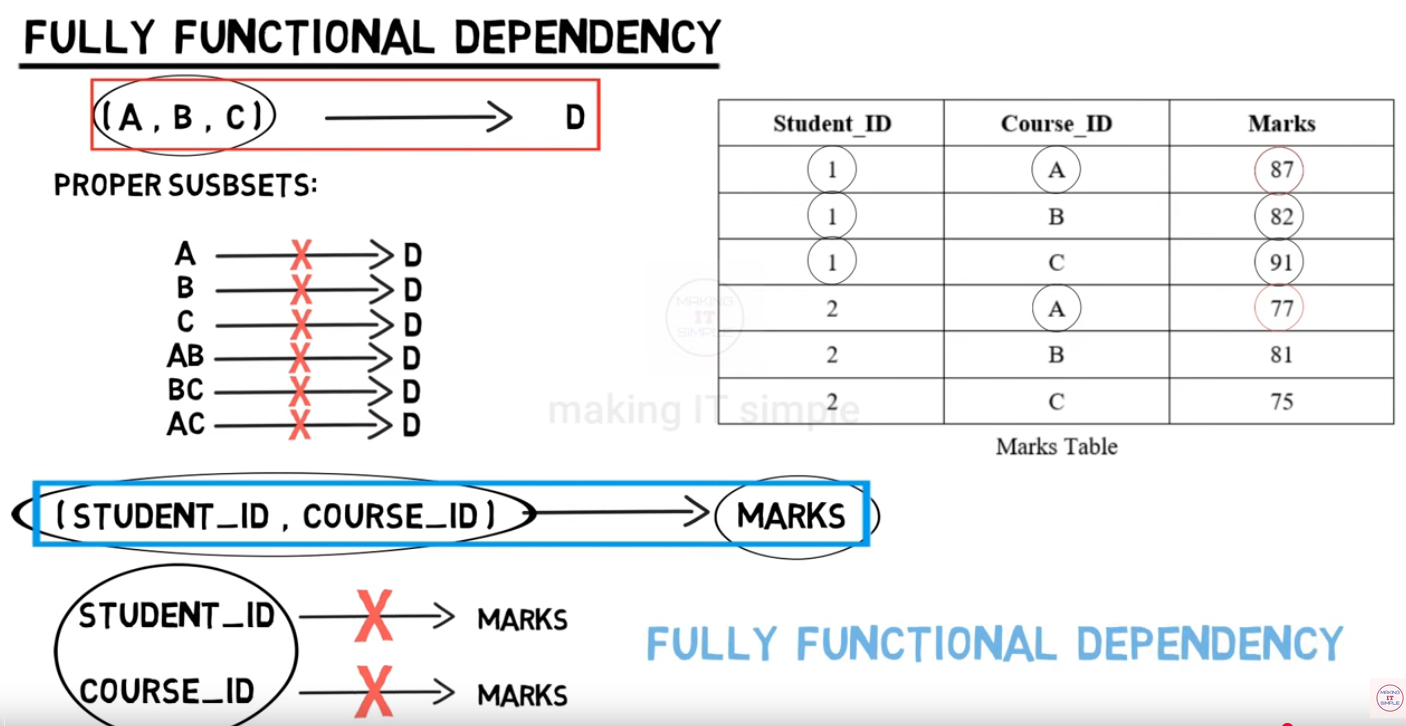 FULLY FUNCTIONAL DEPENDENCY
(A, B, C) → D
PROPER SUSBSETS:
A X→ D
B X→ D
C X→ D
AB X→ D
BC X→ D
AC X→ D
Student_ID Course_ID Marks
1 A 87
1 B 82
1 C 91
2 A 77
2 B 81
2 C 75
Marks Table
MAKING
IT
SIMPLE
making IT simple
(STUDENT_ID, COURSE_ID) → MARKS
STUDENT_ID X→ MARKS
COURSE_ID X→ MARKS
FULLY FUNCTIONAL DEPENDENCY
MAKING
IT
SIMPLE